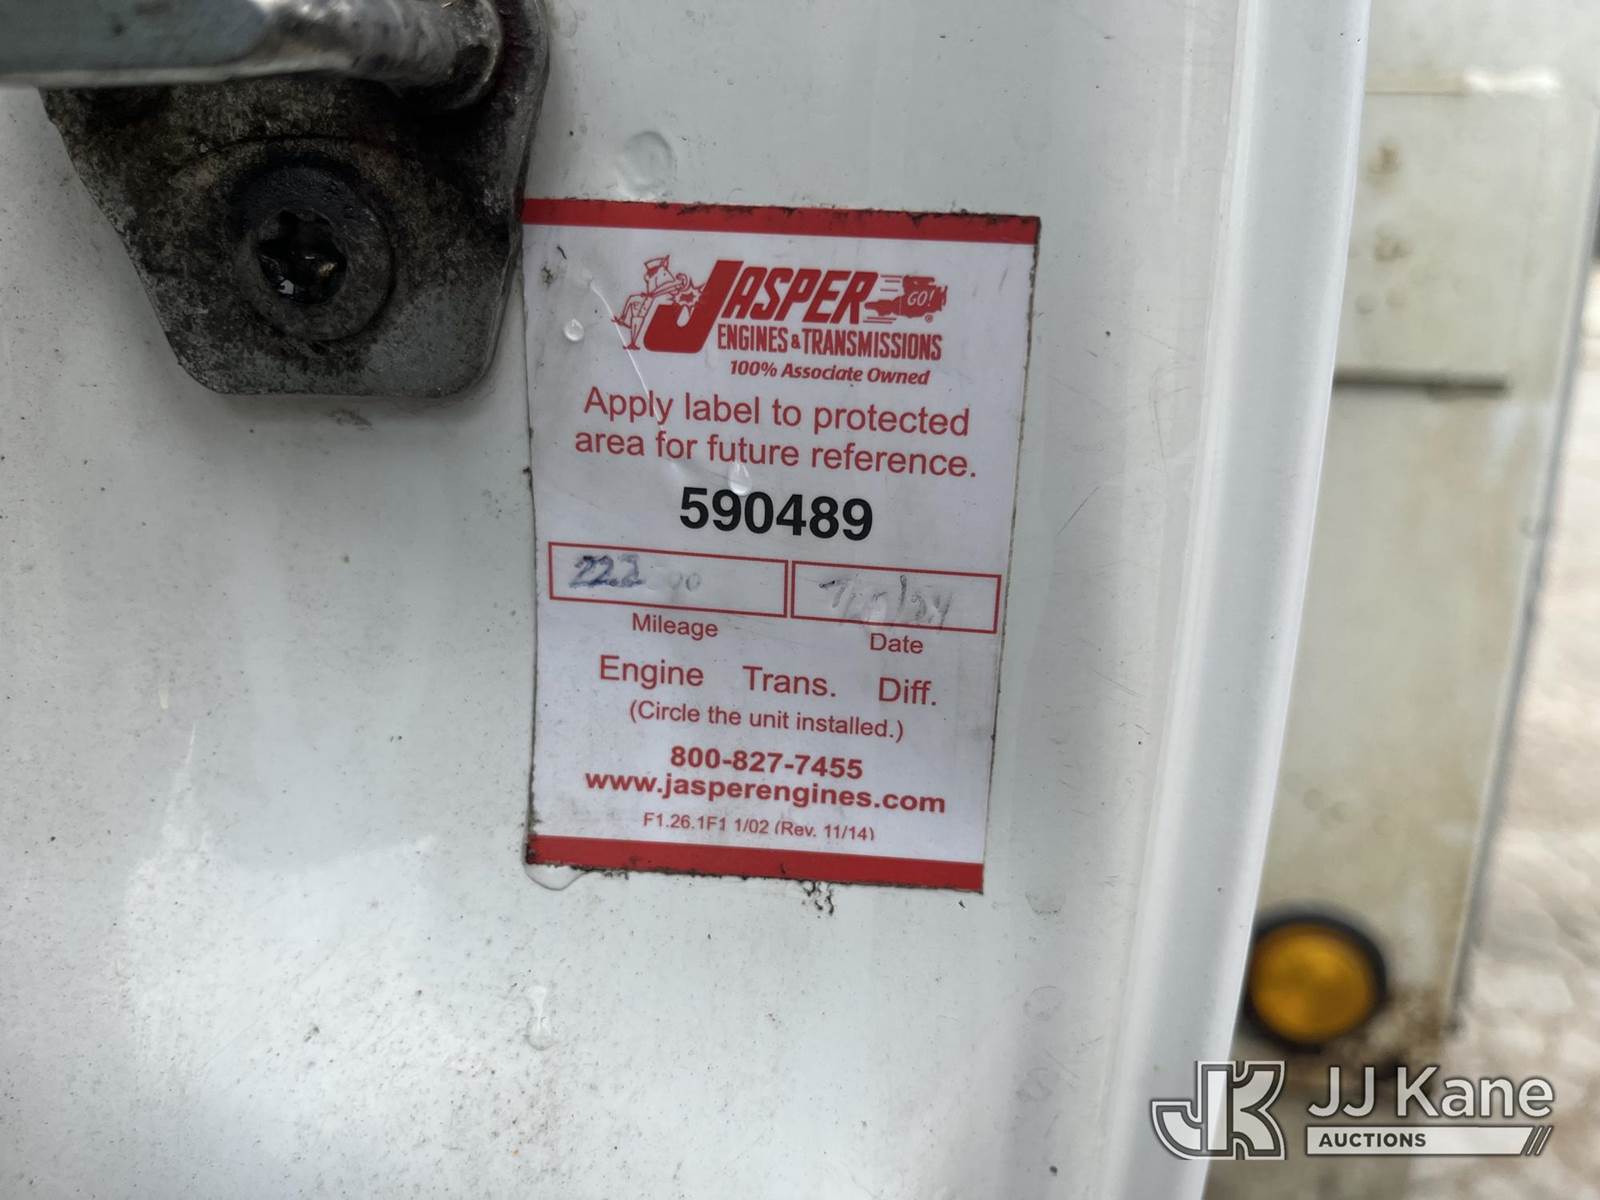 JASPER GO!
ENGINES & TRANSMISSIONS
100% Associate Owned
Apply label to protected
area for future reference.
590489
Mileage Date
Engine Trans. Diff.
(Circle the unit installed.)
800-827-7455
www.jasperengines.com
F1.26.1F1 1/02 (Rev. 11/14)
JK JJ Kane
AUCTIONS